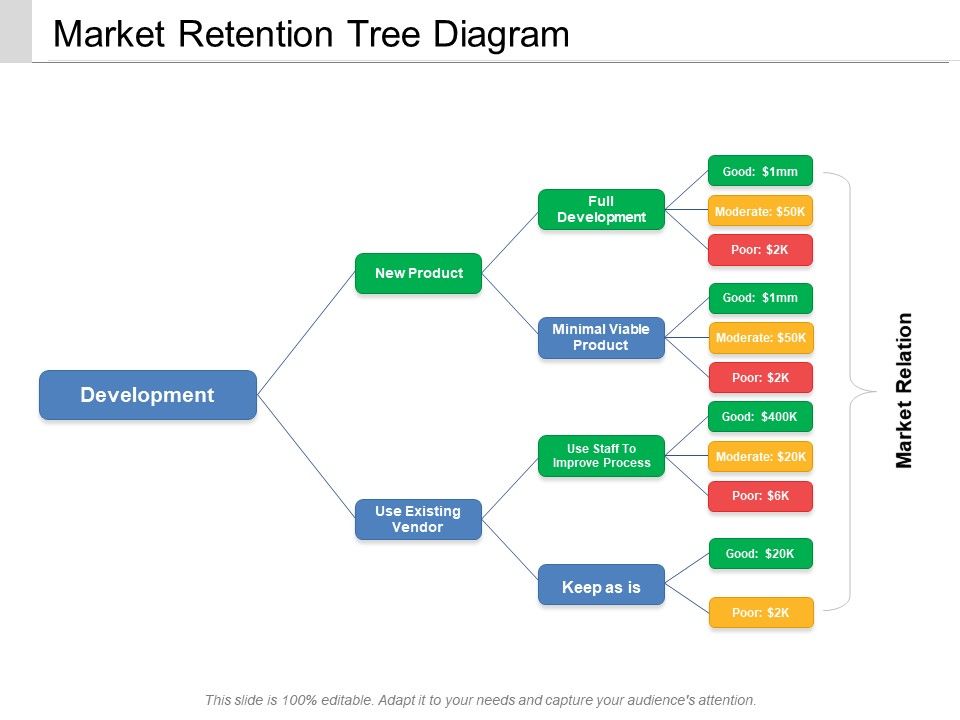 Market Retention Tree Diagram
Development
New Product
Use Existing
Vendor
Full
Development
Minimal Viable
Product
Use Staff To
Improve Process
Keep as is
Good:  $1mm
Moderate: $50K
Poor: $2K
Good:  $1mm
Moderate: $50K
Poor: $2K
Good:  $400K
Moderate: $20K
Poor: $6K
Good:  $20K
Poor: $2K
Market Relation
This slide is 100% editable. Adapt it to your needs and capture your audience's attention.